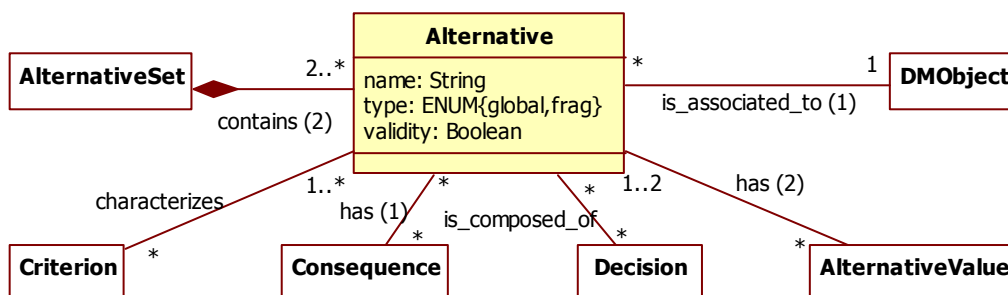 Alternative
AlternativeSet
2..*
name: String
type: ENUM{global,frag}
validity: Boolean
*
1
DMObject
contains (2)
is_associated_to (1)
characterizes
1..*
*
has (1)
*
is_composed_of
*
*
1..2
has (2)
*
*
Criterion
Consequence
Decision
AlternativeValue